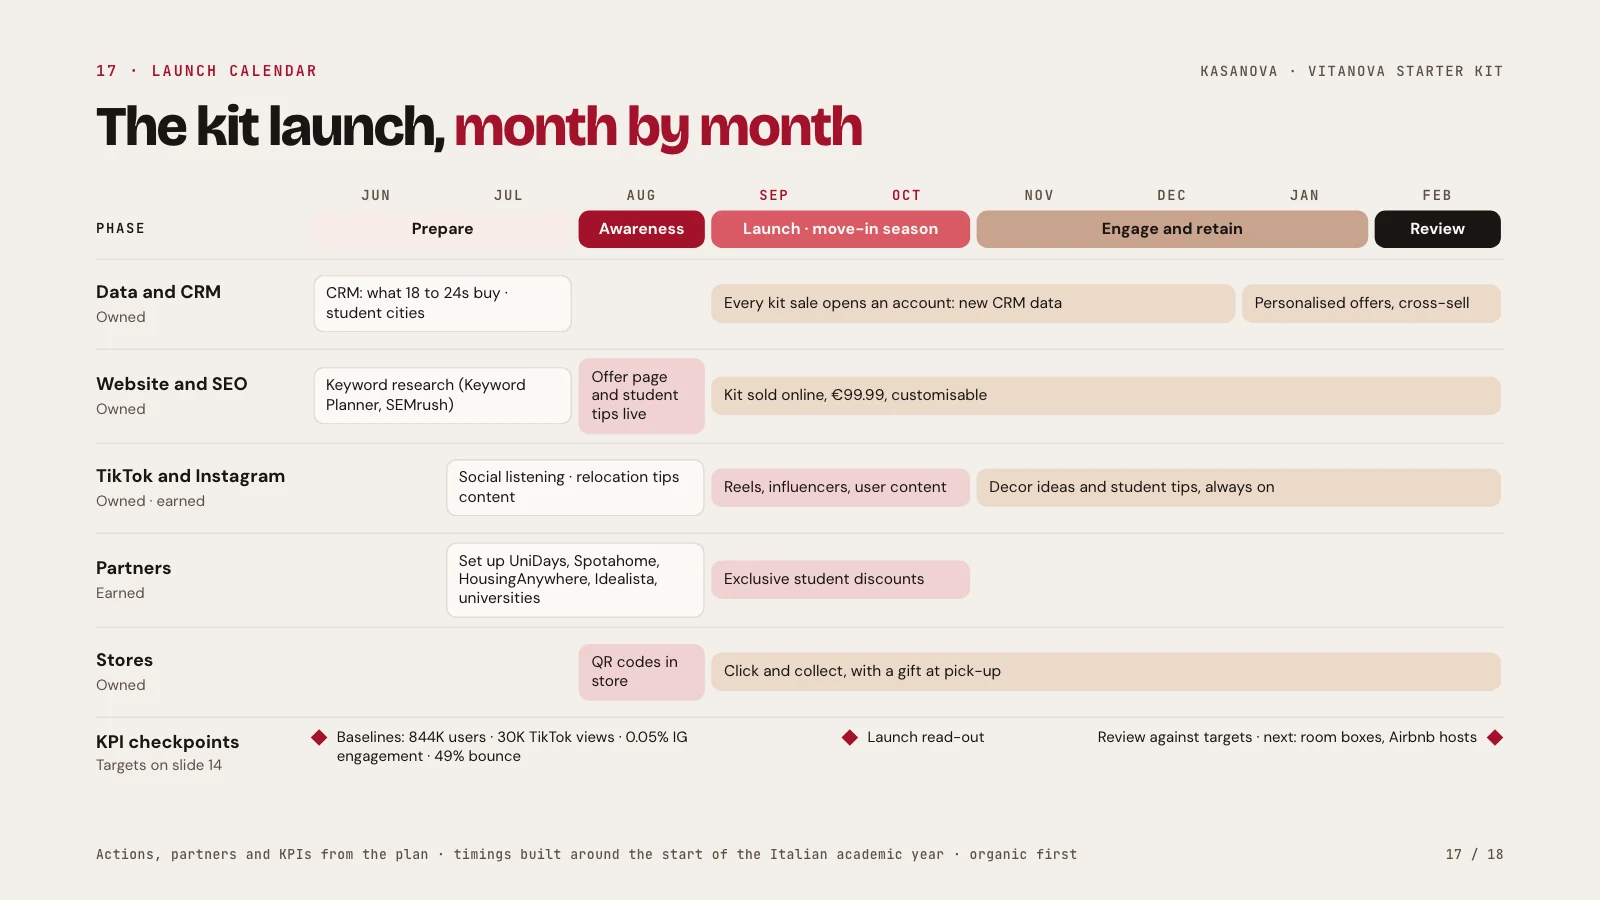 17 · LAUNCH CALENDAR
KASANOVA · VITANOVA STARTER KIT
The kit launch, month by month
JUN JUL AUG SEP OCT NOV DEC JAN FEB
PHASE
Prepare
Awareness
Launch · move-in season
Engage and retain
Review
Data and CRM
Owned
CRM: what 18 to 24s buy ·
student cities
Every kit sale opens an account: new CRM data
Personalised offers, cross-sell
Website and SEO
Owned
Keyword research (Keyword
Planner, SEMrush)
Offer page
and student
tips live
Kit sold online, €99.99, customisable
TikTok and Instagram
Owned · earned
Social listening · relocation tips
content
Reels, influencers, user content
Decor ideas and student tips, always on
Partners
Earned
Set up UniDays, Spotahome,
HousingAnywhere, Idealista,
universities
Exclusive student discounts
Stores
Owned
QR codes in
store
Click and collect, with a gift at pick-up
KPI checkpoints
Targets on slide 14
Baselines: 844K users · 30K TikTok views · 0.05% IG
engagement · 49% bounce
Launch read-out
Review against targets · next: room boxes, Airbnb hosts
Actions, partners and KPIs from the plan · timings built around the start of the Italian academic year · organic first
17 / 18